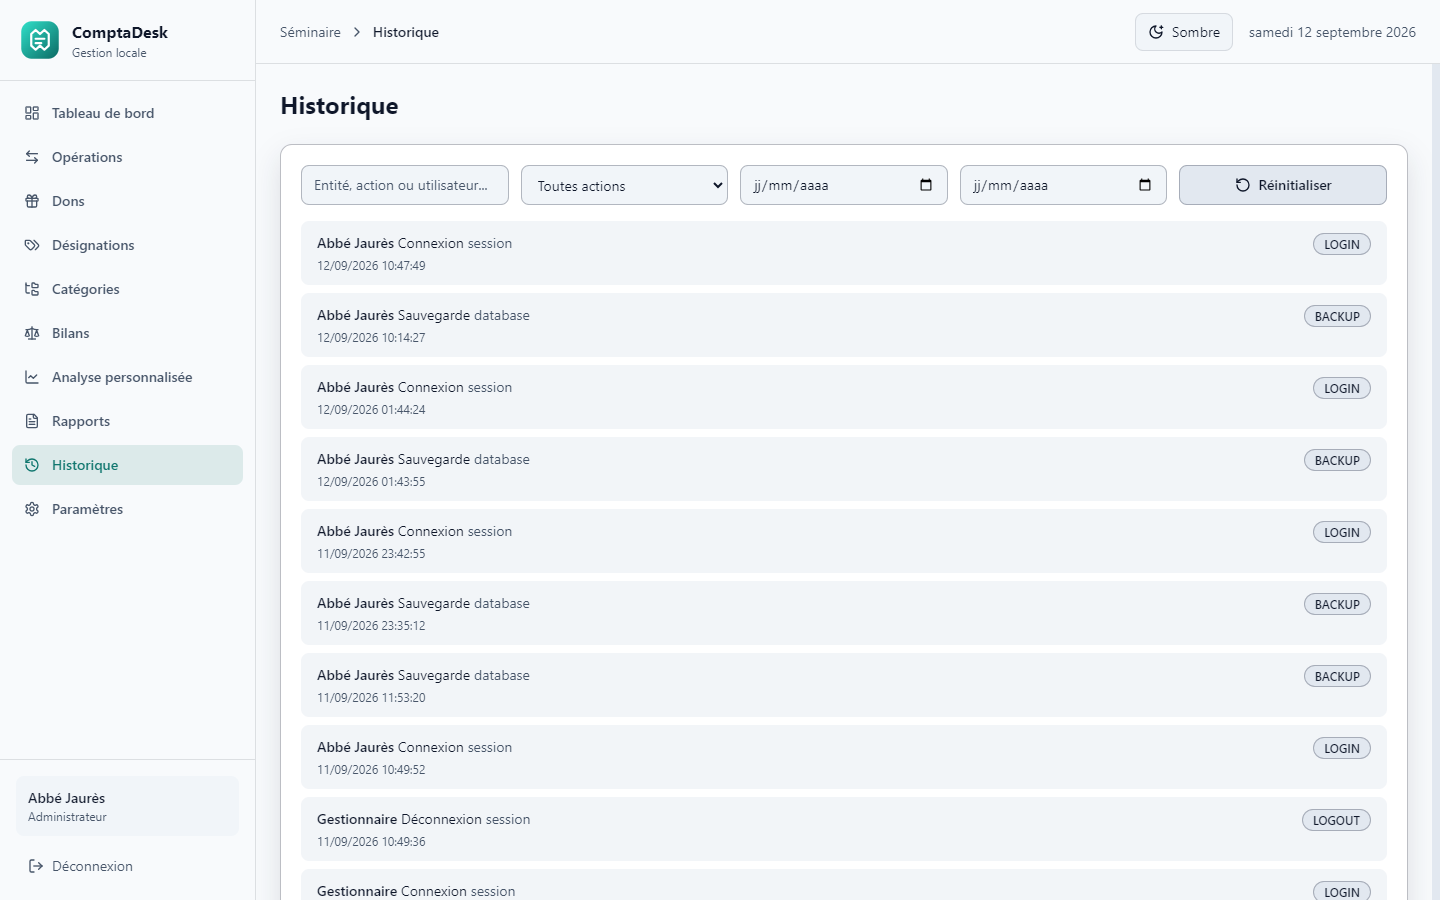 ComptaDesk
Gestion locale
Tableau de bord
Opérations
Dons
Désignations
Catégories
Bilans
Analyse personnalisée
Rapports
Historique
Paramètres
Abbé Jaurès
Administrateur
Déconnexion
Séminaire > Historique
Sombre
samedi 12 septembre 2026
Historique
Entité, action ou utilisateur...
Toutes actions
jj/mm/aaaa
jj/mm/aaaa
Réinitialiser
Abbé Jaurès Connexion session LOGIN
12/09/2026 10:47:49
Abbé Jaurès Sauvegarde database BACKUP
12/09/2026 10:14:27
Abbé Jaurès Connexion session LOGIN
12/09/2026 01:44:24
Abbé Jaurès Sauvegarde database BACKUP
12/09/2026 01:43:55
Abbé Jaurès Connexion session LOGIN
11/09/2026 23:42:55
Abbé Jaurès Sauvegarde database BACKUP
11/09/2026 23:35:12
Abbé Jaurès Sauvegarde database BACKUP
11/09/2026 11:53:20
Abbé Jaurès Connexion session LOGIN
11/09/2026 10:49:52
Gestionnaire Déconnexion session LOGOUT
11/09/2026 10:49:36
Gestionnaire Connexion session LOGIN